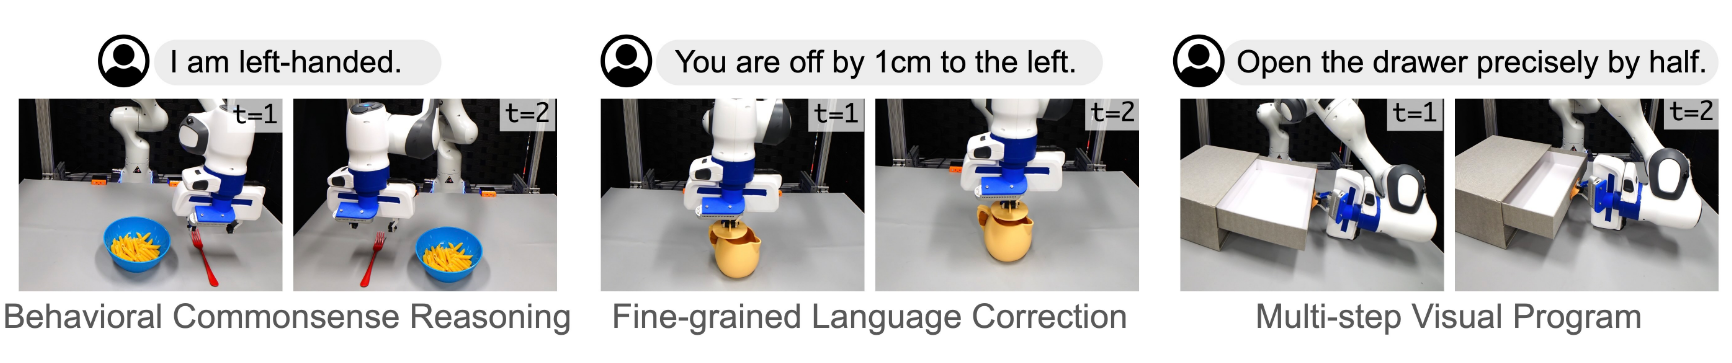 I am left-handed.
You are off by 1cm to the left.
Open the drawer precisely by half.
t=1
t=2
t=1
t=2
t=1
t=2
Behavioral Commonsense Reasoning
Fine-grained Language Correction
Multi-step Visual Program